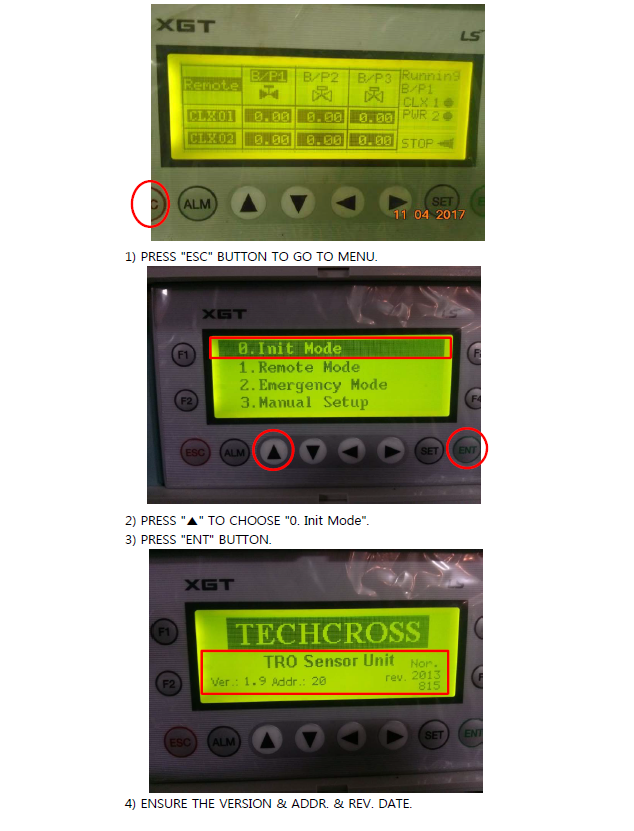 XGT
LS
Remote B/P1 B/P2 B/P3 Running
B/P1
CLX 1
CLX01 0.00 0.00 0.00 PWR 2
CLX02 0.00 0.00 0.00 STOP
C ALM ▲ ▼ ◀ ▶ SET
11 04 2017
1) PRESS "ESC" BUTTON TO GO TO MENU.
XGT
LS
0.Init Mode
F1 1.Remote Mode
2.Emergency Mode
F2 3.Manual Setup F4
ESC ALM ▲ ▼ ◀ ▶ SET ENT
2) PRESS "▲" TO CHOOSE "0. Init Mode".
3) PRESS "ENT" BUTTON.
XGT
LS
F1 TECHCROSS
TRO Sensor Unit Nor.
F2 Ver.: 1.9 Addr.: 20 rev. 2013
815
ESC ALM ▲ ▼ ◀ ▶ SET ENT
4) ENSURE THE VERSION & ADDR. & REV. DATE.